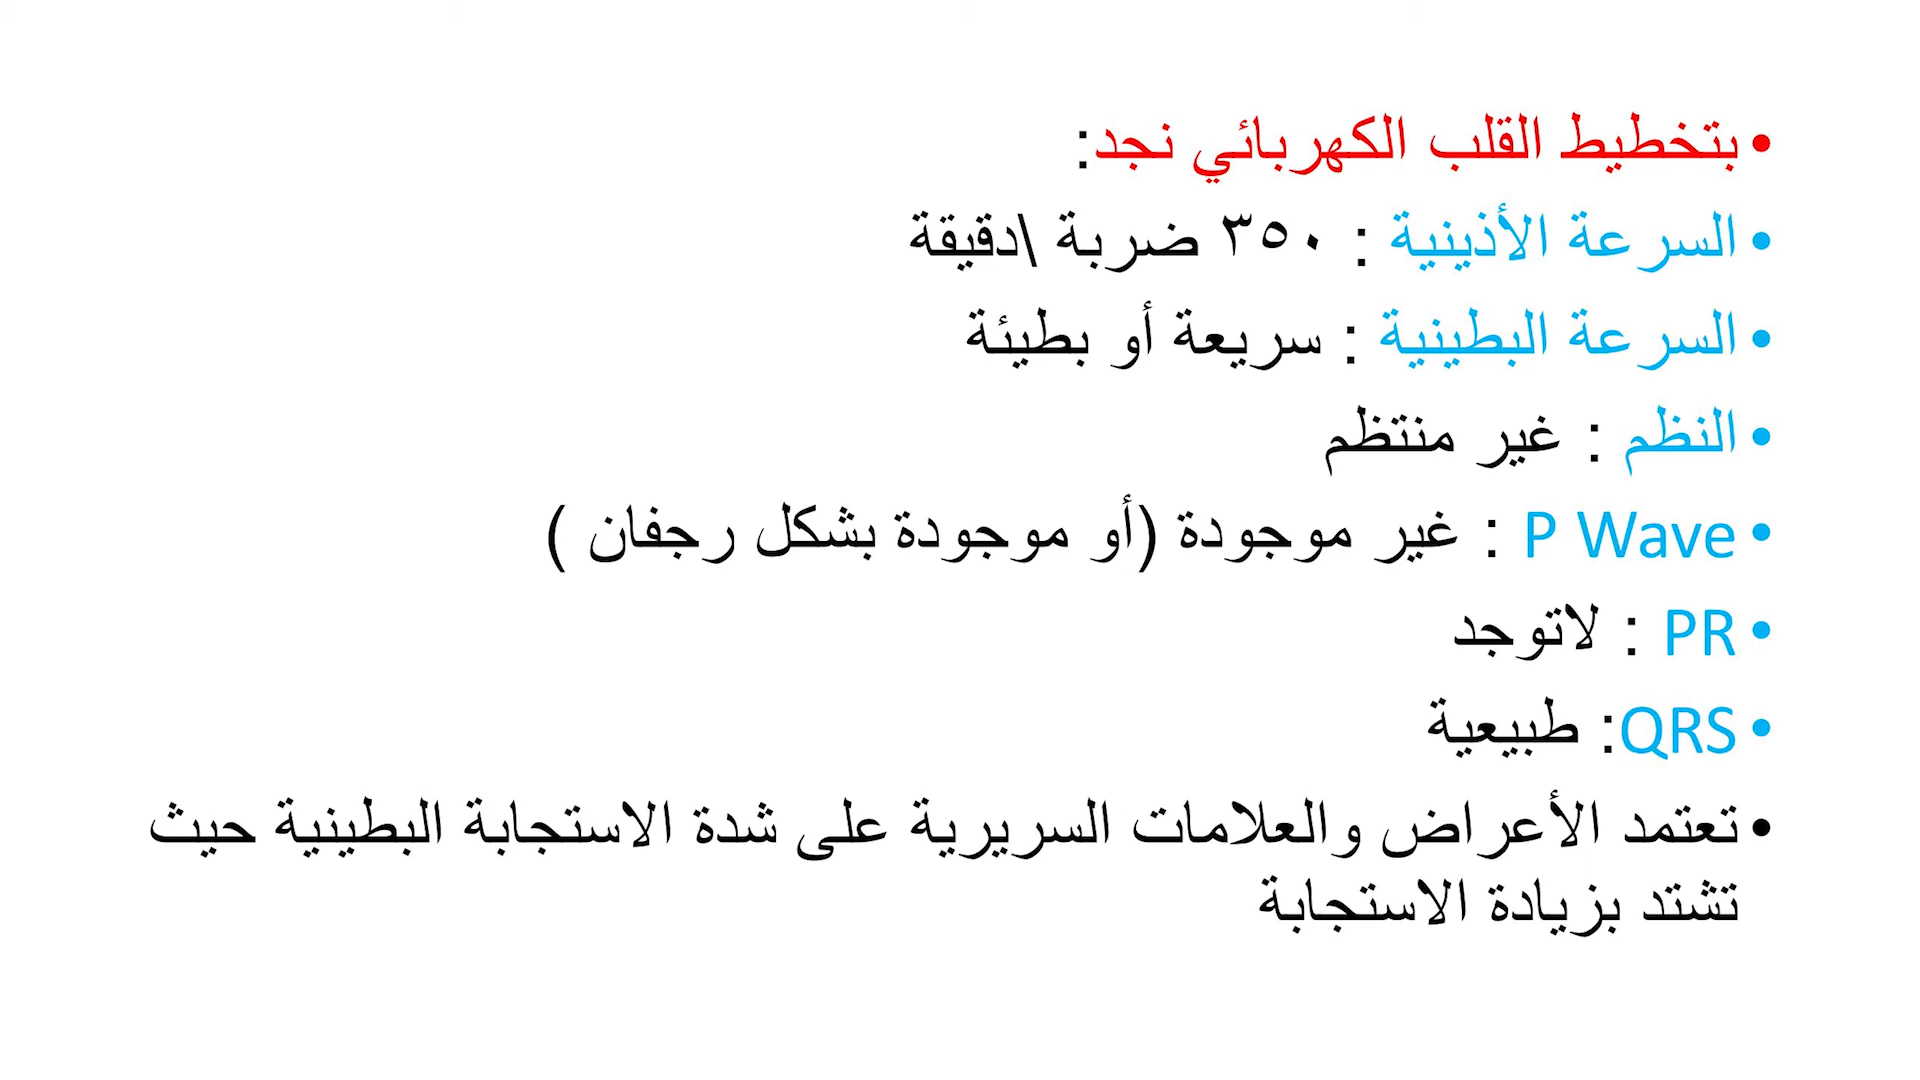 • بتخطيط القلب الكهربائي نجد:
• السرعة الأذينية : ٣٥٠ ضربة \دقيقة
• السرعة البطينية : سريعة أو بطيئة
• النظم : غير منتظم
• P Wave : غير موجودة (أو موجودة بشكل رجفان )
• PR : لاتوجد
• QRS: طبيعية
• تعتمد الأعراض والعلامات السريرية على شدة الاستجابة البطينية حيث
تشتد بزيادة الاستجابة